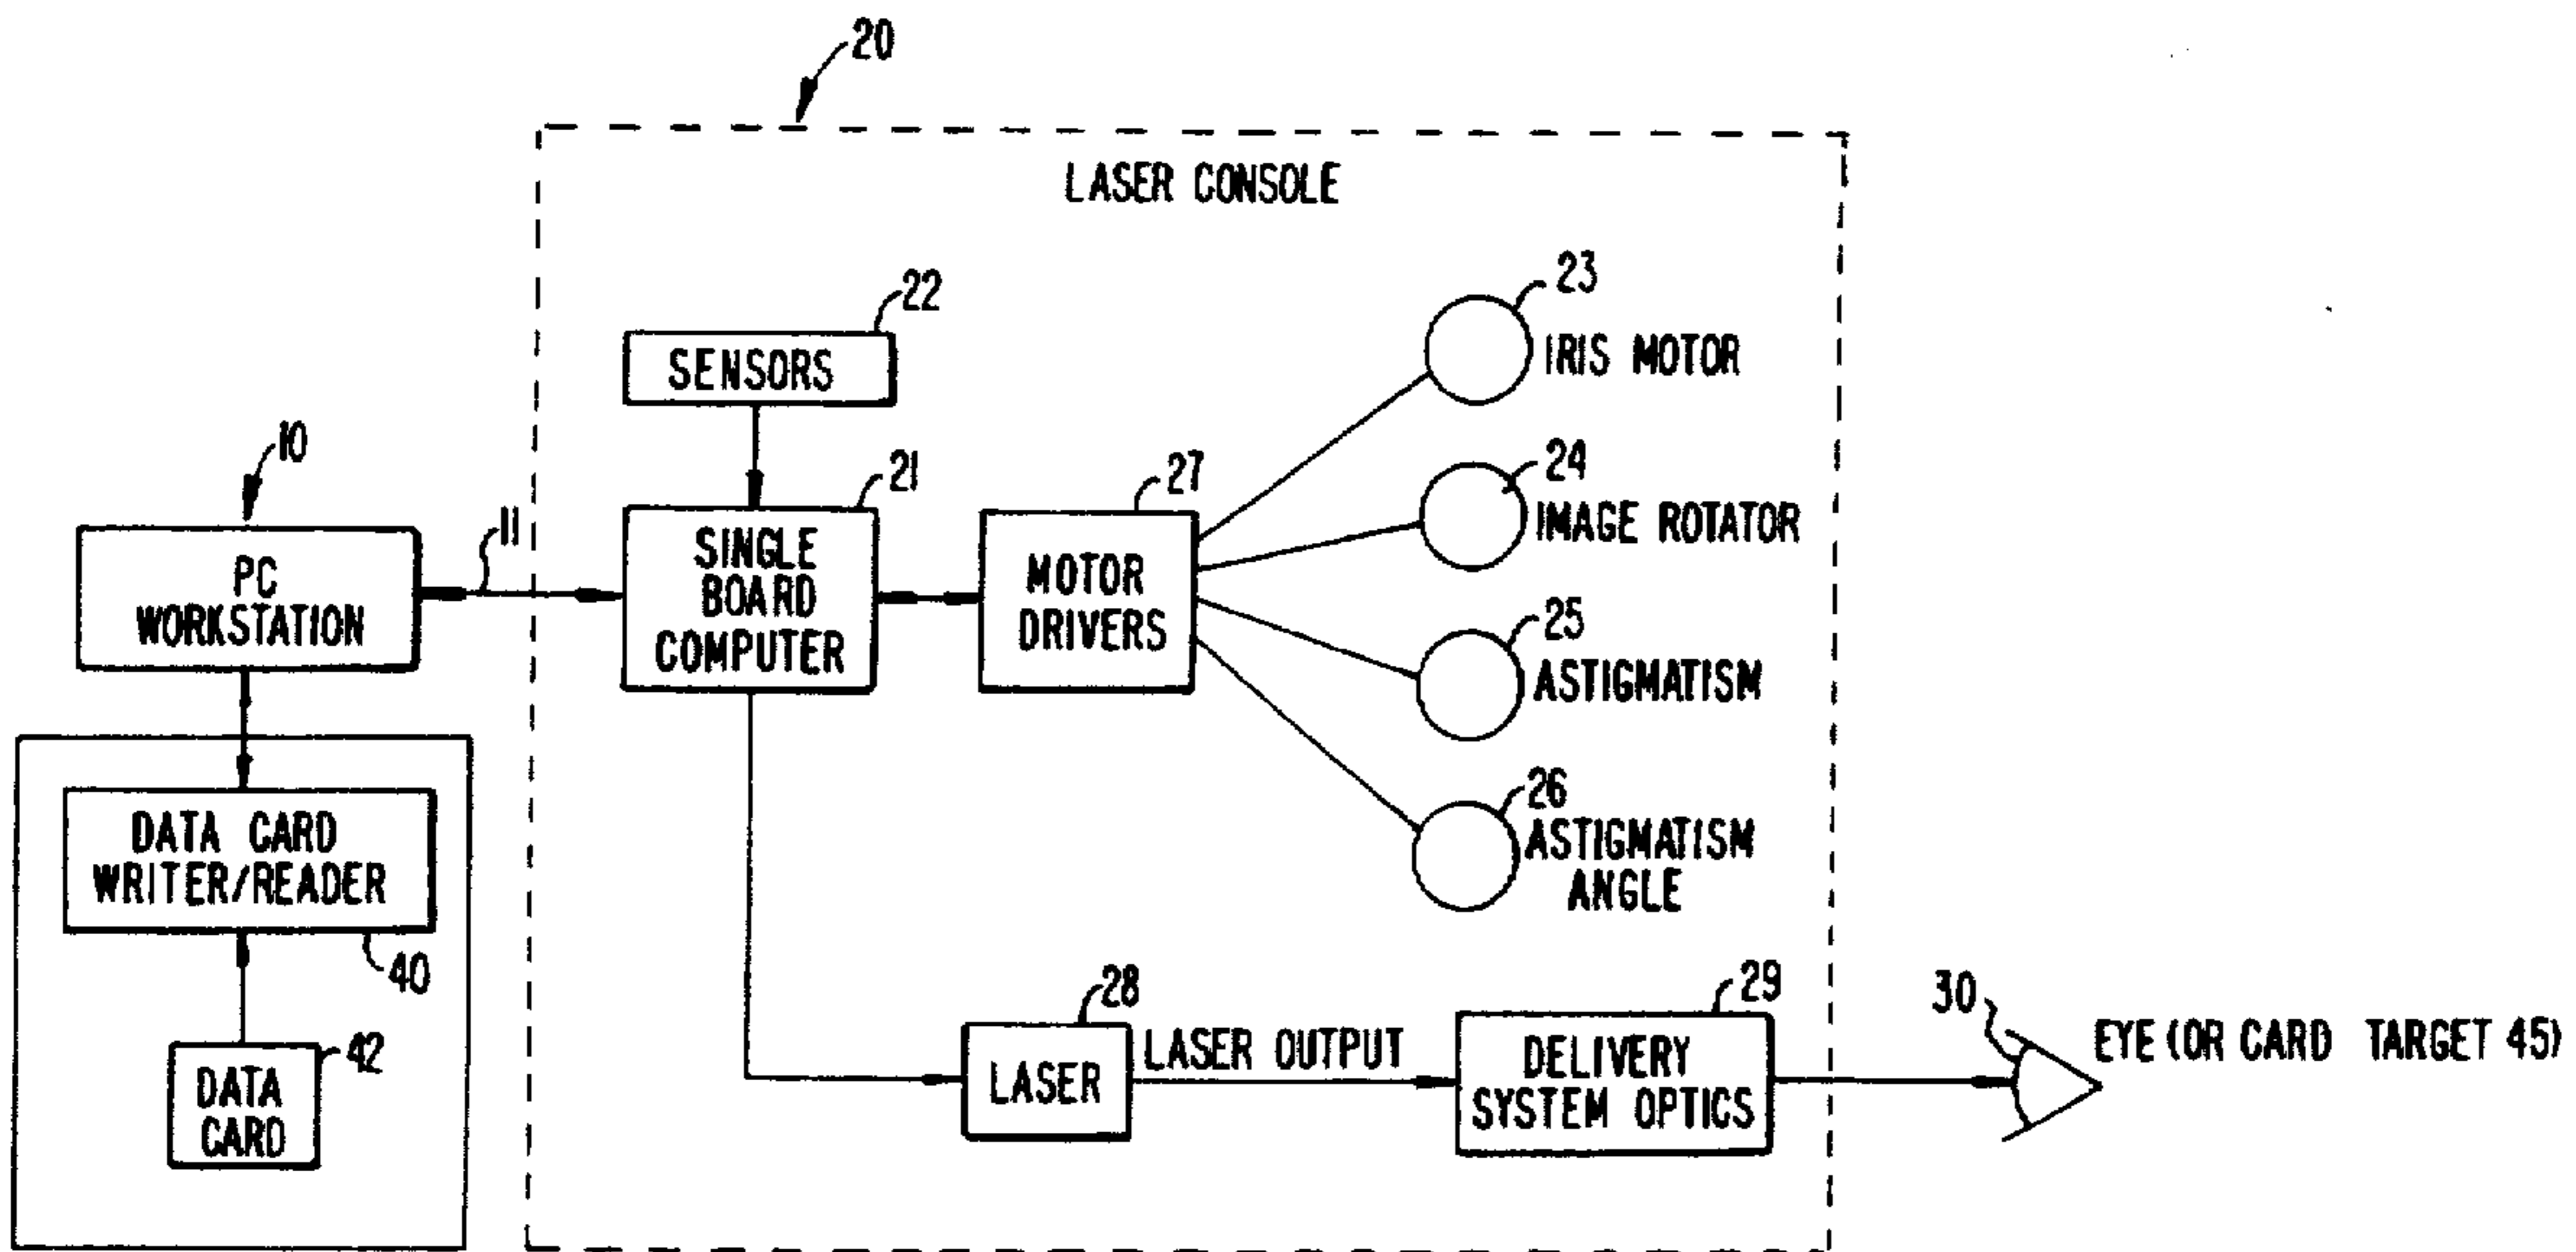 20
LASER CONSOLE
22
SENSORS
23
IRIS MOTOR
10
PC
WORKSTATION
11
21
SINGLE
BOARD
COMPUTER
27
MOTOR
DRIVERS
24
IMAGE ROTATOR
25
ASTIGMATISM
26
ASTIGMATISM
ANGLE
DATA CARD
WRITER/READER
40
42
DATA
CARD
28
LASER
LASER OUTPUT
29
DELIVERY
SYSTEM OPTICS
30
EYE (OR CARD TARGET 45)